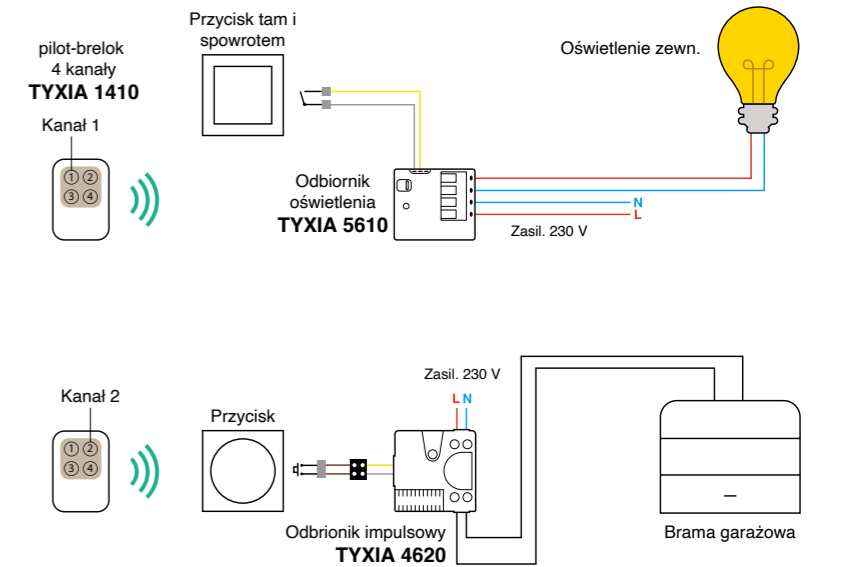 Przycisk tam i
spowrotem
pilot-brelok
4 kanały
TYXIA 1410
Kanał 1
1 2
3 4
Oświetlenie zewn.
Odbiornik
oświetlenia
TYXIA 5610
N
L
Zasil. 230 V
Zasil. 230 V
L N
Kanał 2
1 2
3 4
Przycisk
Odbrionik impulsowy
TYXIA 4620
Brama garażowa